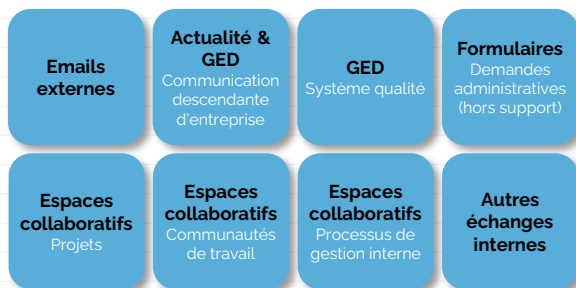 Emails
externes
Actualité &
GED
Communication
descendante
d'entreprise
GED
Système qualité
Formulaires
Demandes
administratives
(hors support)
Espaces
collaboratifs
Projets
Espaces
collaboratifs
Communautés
de travail
Espaces
collaboratifs
Processus de
gestion interne
Autres
échanges
internes